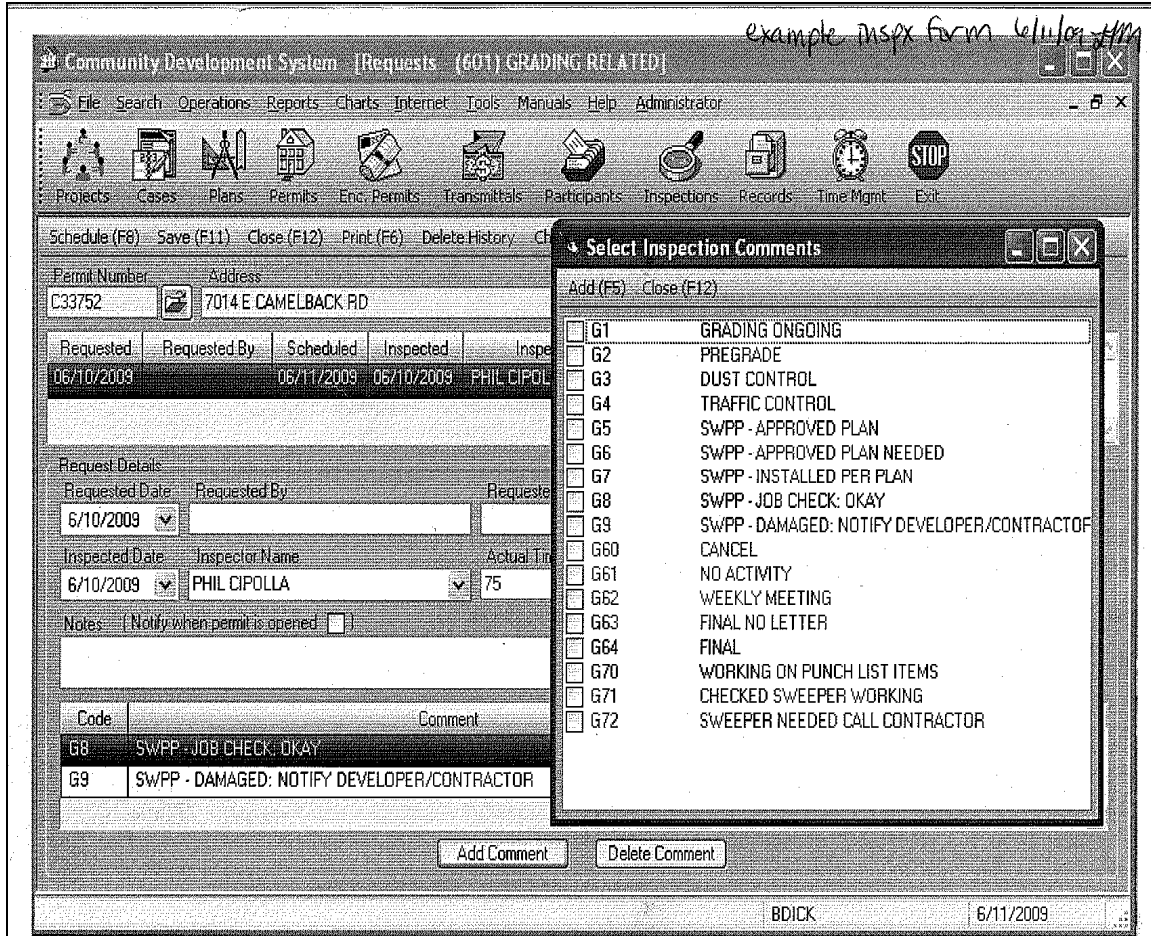 example inspx form 6/11/09
Community Development System [Requests (601) GRADING RELATED]
File Search Operations Reports Charts Internet Tools Manuals Help Administrator
Projects Cases Plans Permits Enc. Permits Transmittals Participants Inspections Records Time Mgmt Exit
STOP
Schedule (F8) Save (F11) Close (F12) Print (F6) Delete History
Permit Number Address
C33752 7014 E CAMELBACK RD
Requested Requested By Scheduled Inspected Inspe
06/10/2009 06/11/2009 06/10/2009 PHIL CIPOL
Request Details
Requested Date Requested By Requeste
6/10/2009
Inspected Date Inspector Name Actual Tim
6/10/2009 PHIL CIPOLLA 75
Notes: (Notify when permit is opened )
Code Comment
G8 SWPP - JOB CHECK: OKAY
G9 SWPP - DAMAGED: NOTIFY DEVELOPER/CONTRACTOR
Add Comment Delete Comment
Select Inspection Comments
Add (F5) Close (F12)
G1 GRADING ONGOING
G2 PREGRADE
G3 DUST CONTROL
G4 TRAFFIC CONTROL
G5 SWPP - APPROVED PLAN
G6 SWPP - APPROVED PLAN NEEDED
G7 SWPP - INSTALLED PER PLAN
G8 SWPP - JOB CHECK: OKAY
G9 SWPP - DAMAGED: NOTIFY DEVELOPER/CONTRACTOF
G60 CANCEL
G61 NO ACTIVITY
G62 WEEKLY MEETING
G63 FINAL NO LETTER
G64 FINAL
G70 WORKING ON PUNCH LIST ITEMS
G71 CHECKED SWEEPER WORKING
G72 SWEEPER NEEDED CALL CONTRACTOR
BDICK 6/11/2009